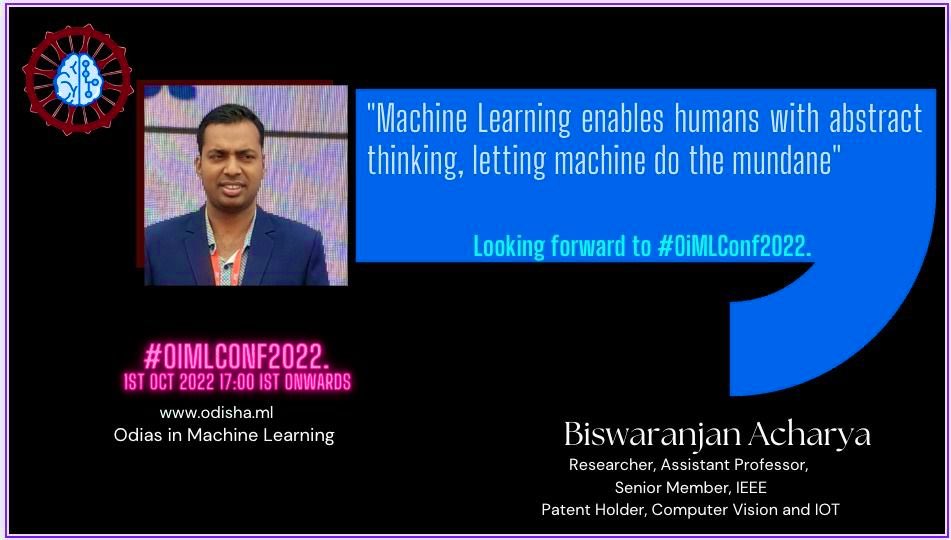 "Machine Learning enables humans with abstract
thinking, letting machine do the mundane"
Looking forward to #OiMLConf2022.
#OIMLCONF2022.
1ST OCT 2022 17:00 IST ONWARDS
www.odisha.ml
Odias in Machine Learning
Biswaranjan Acharya
Researcher, Assistant Professor,
Senior Member, IEEE
Patent Holder, Computer Vision and IOT